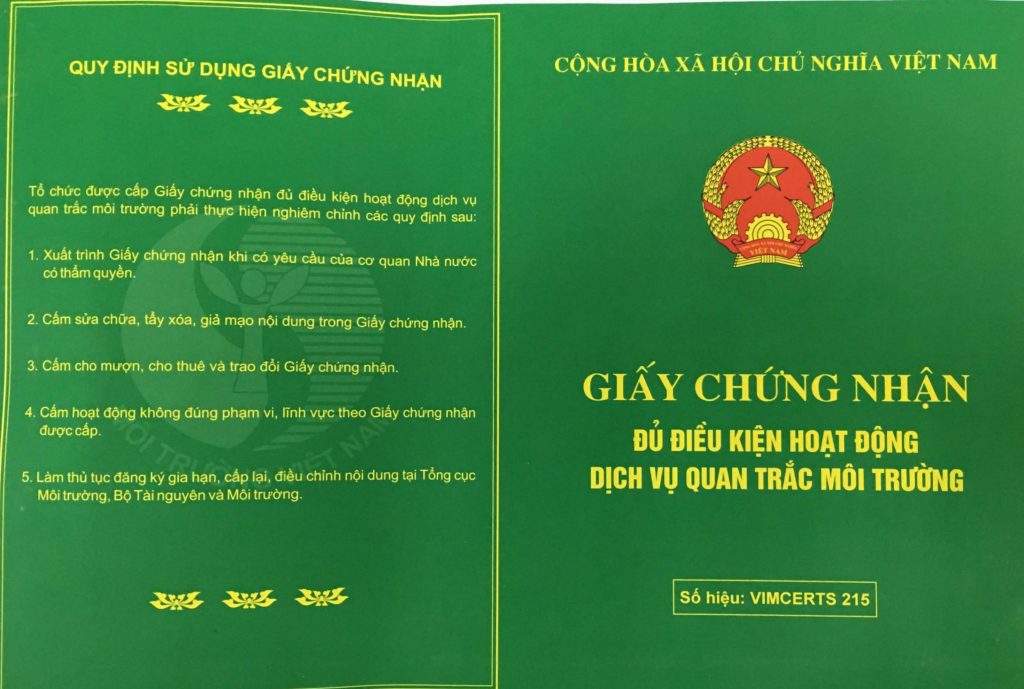 QUY ĐỊNH SỬ DỤNG GIẤY CHỨNG NHẬN
Tổ chức được cấp Giấy chứng nhận đủ điều kiện hoạt động dịch vụ
quan trắc môi trường phải thực hiện nghiêm chỉnh các quy định sau:
1. Xuất trình Giấy chứng nhận khi có yêu cầu của cơ quan Nhà nước
có thẩm quyền.
2. Cấm sửa chữa, tẩy xóa, giả mạo nội dung trong Giấy chứng nhận.
3. Cấm cho mượn, cho thuê và trao đổi Giấy chứng nhận.
4. Cấm hoạt động không đúng phạm vi, lĩnh vực theo Giấy chứng nhận
được cấp.
5. Làm thủ tục đăng ký gia hạn, cấp lại, điều chỉnh nội dung tại Tổng cục
Môi trường, Bộ Tài nguyên và Môi trường.
CỘNG HÒA XÃ HỘI CHỦ NGHĨA VIỆT NAM
VIỆT NAM
GIẤY CHỨNG NHẬN
ĐỦ ĐIỀU KIỆN HOẠT ĐỘNG
DỊCH VỤ QUAN TRẮC MÔI TRƯỜNG
Số hiệu: VIMCERTS 215